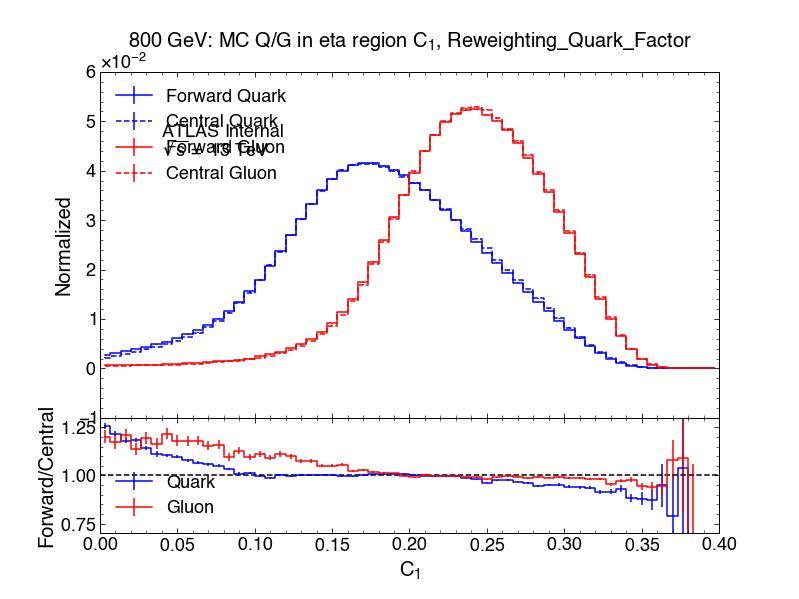 800 GeV: MC Q/G in eta region C₁, Reweighting_Quark_Factor
×10⁻²
6
5
4
3
2
1
0
−1
Normalized
Forward Quark
Central Quark
ATLAS Internal
Forward Gluon
√s = 13 TeV
Central Gluon
1.25
1.00
0.75
Forward/Central
Quark
Gluon
0.00 0.05 0.10 0.15 0.20 0.25 0.30 0.35 0.40
C₁